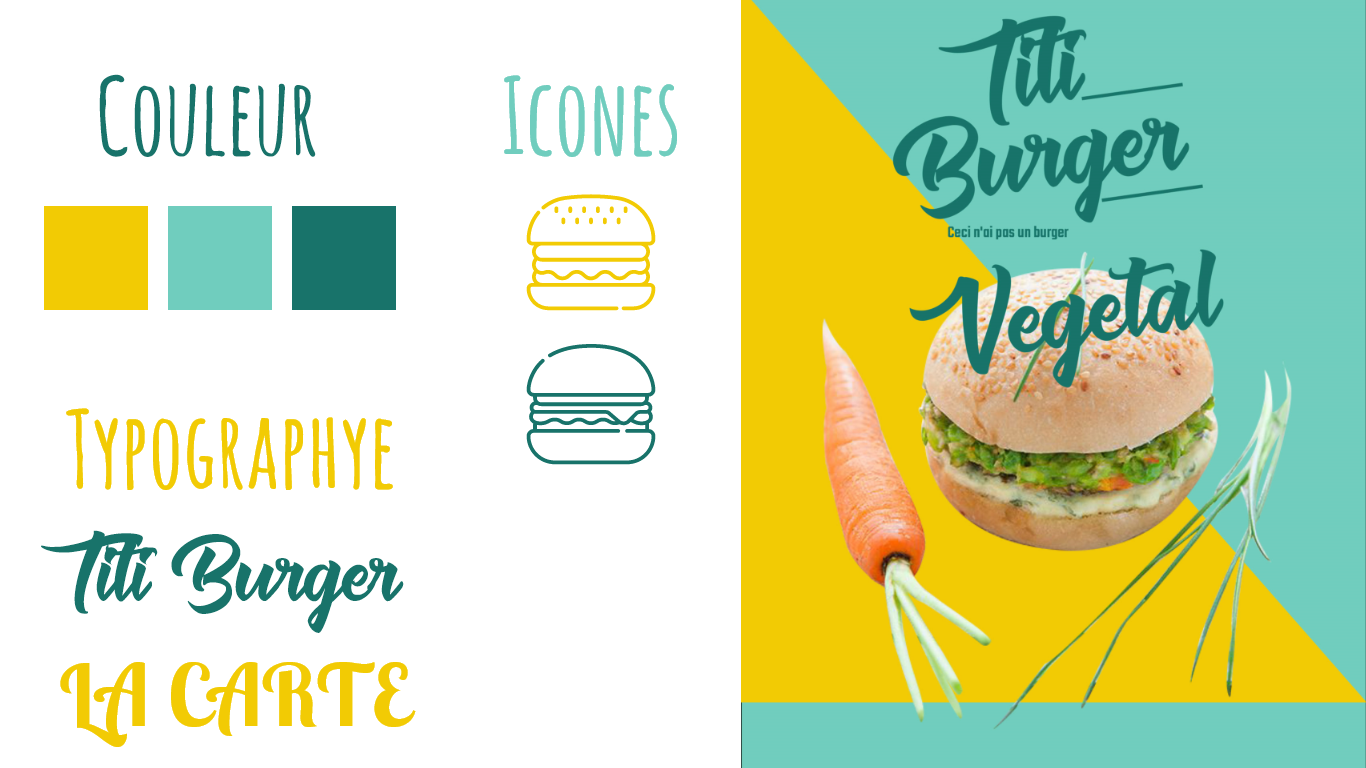 Couleur
Icones
Typographye
Titi Burger
LA CARTE
Titi
Burger
Ceci n'ai pas un burger
Vegetal